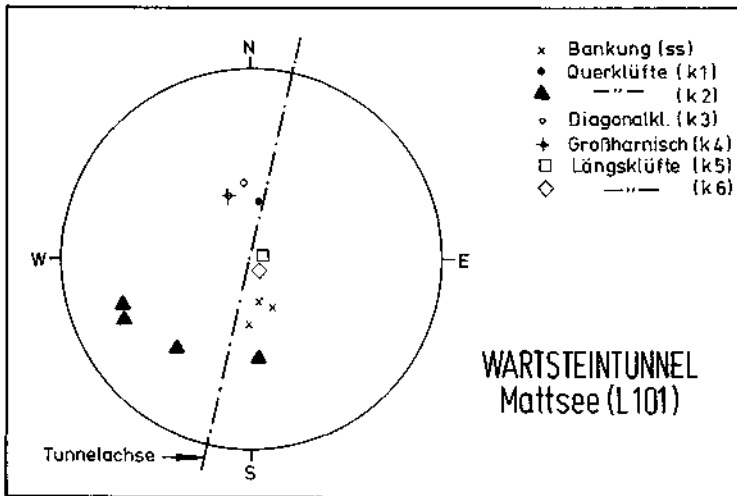 N
W
E
S
Tunnelachse
Bankung (ss)
Querklüfte (k1)
—"— (k2)
Diagonalkl. (k3)
Großharnisch (k4)
Längsklüfte (k5)
—"— (k6)
WARTSTEINTUNNEL
Mattsee (L101)